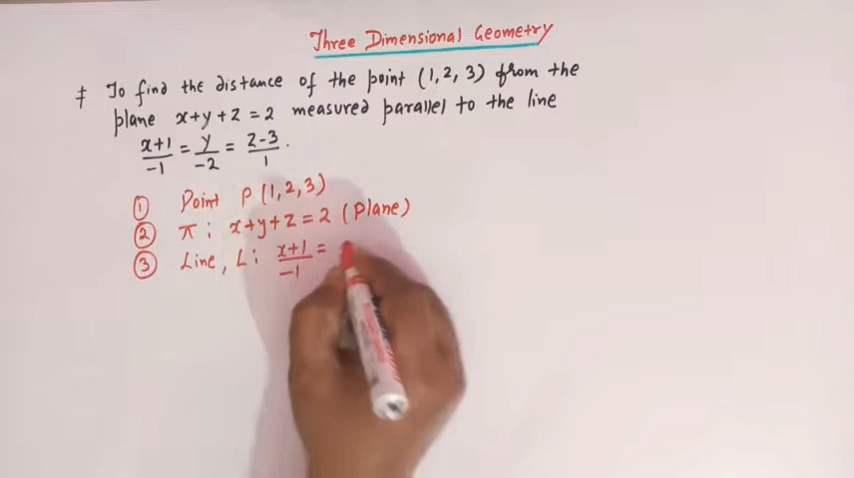 Three Dimensional Geometry
# To find the distance of the point (1,2,3) from the
plane x+y+z=2 measured parallel to the line
x+1/-1 = y/-2 = z-3/1.
① Point P(1,2,3)
② π: x+y+z=2 (Plane)
③ Line, L: x+1/-1 =